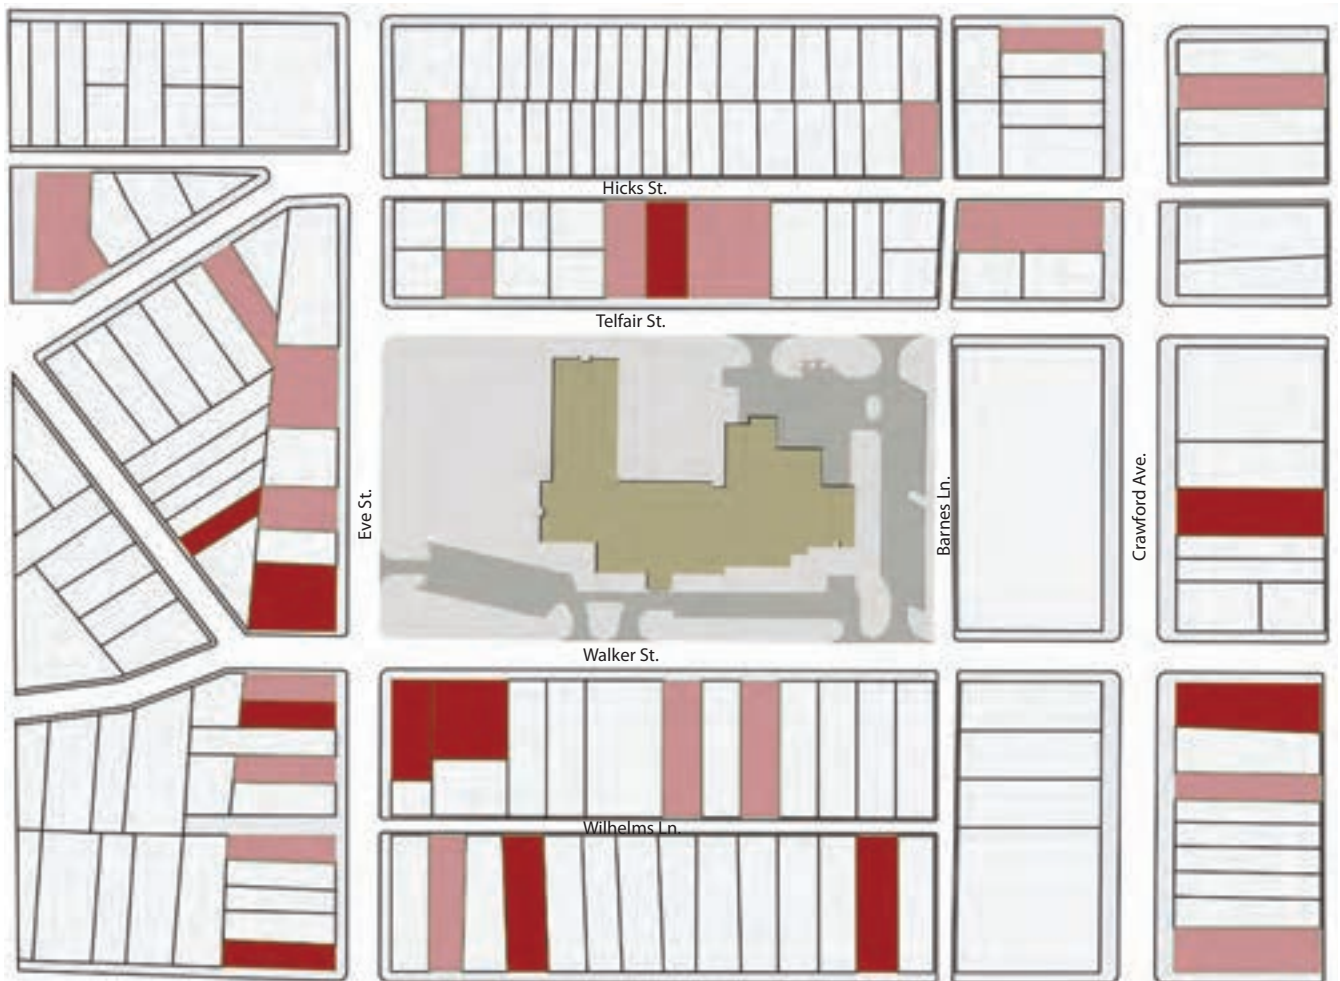 Hicks St.
Telfair St.
Eve St.
Barnes Ln.
Crawford Ave.
Walker St.
Wilhelms Ln.